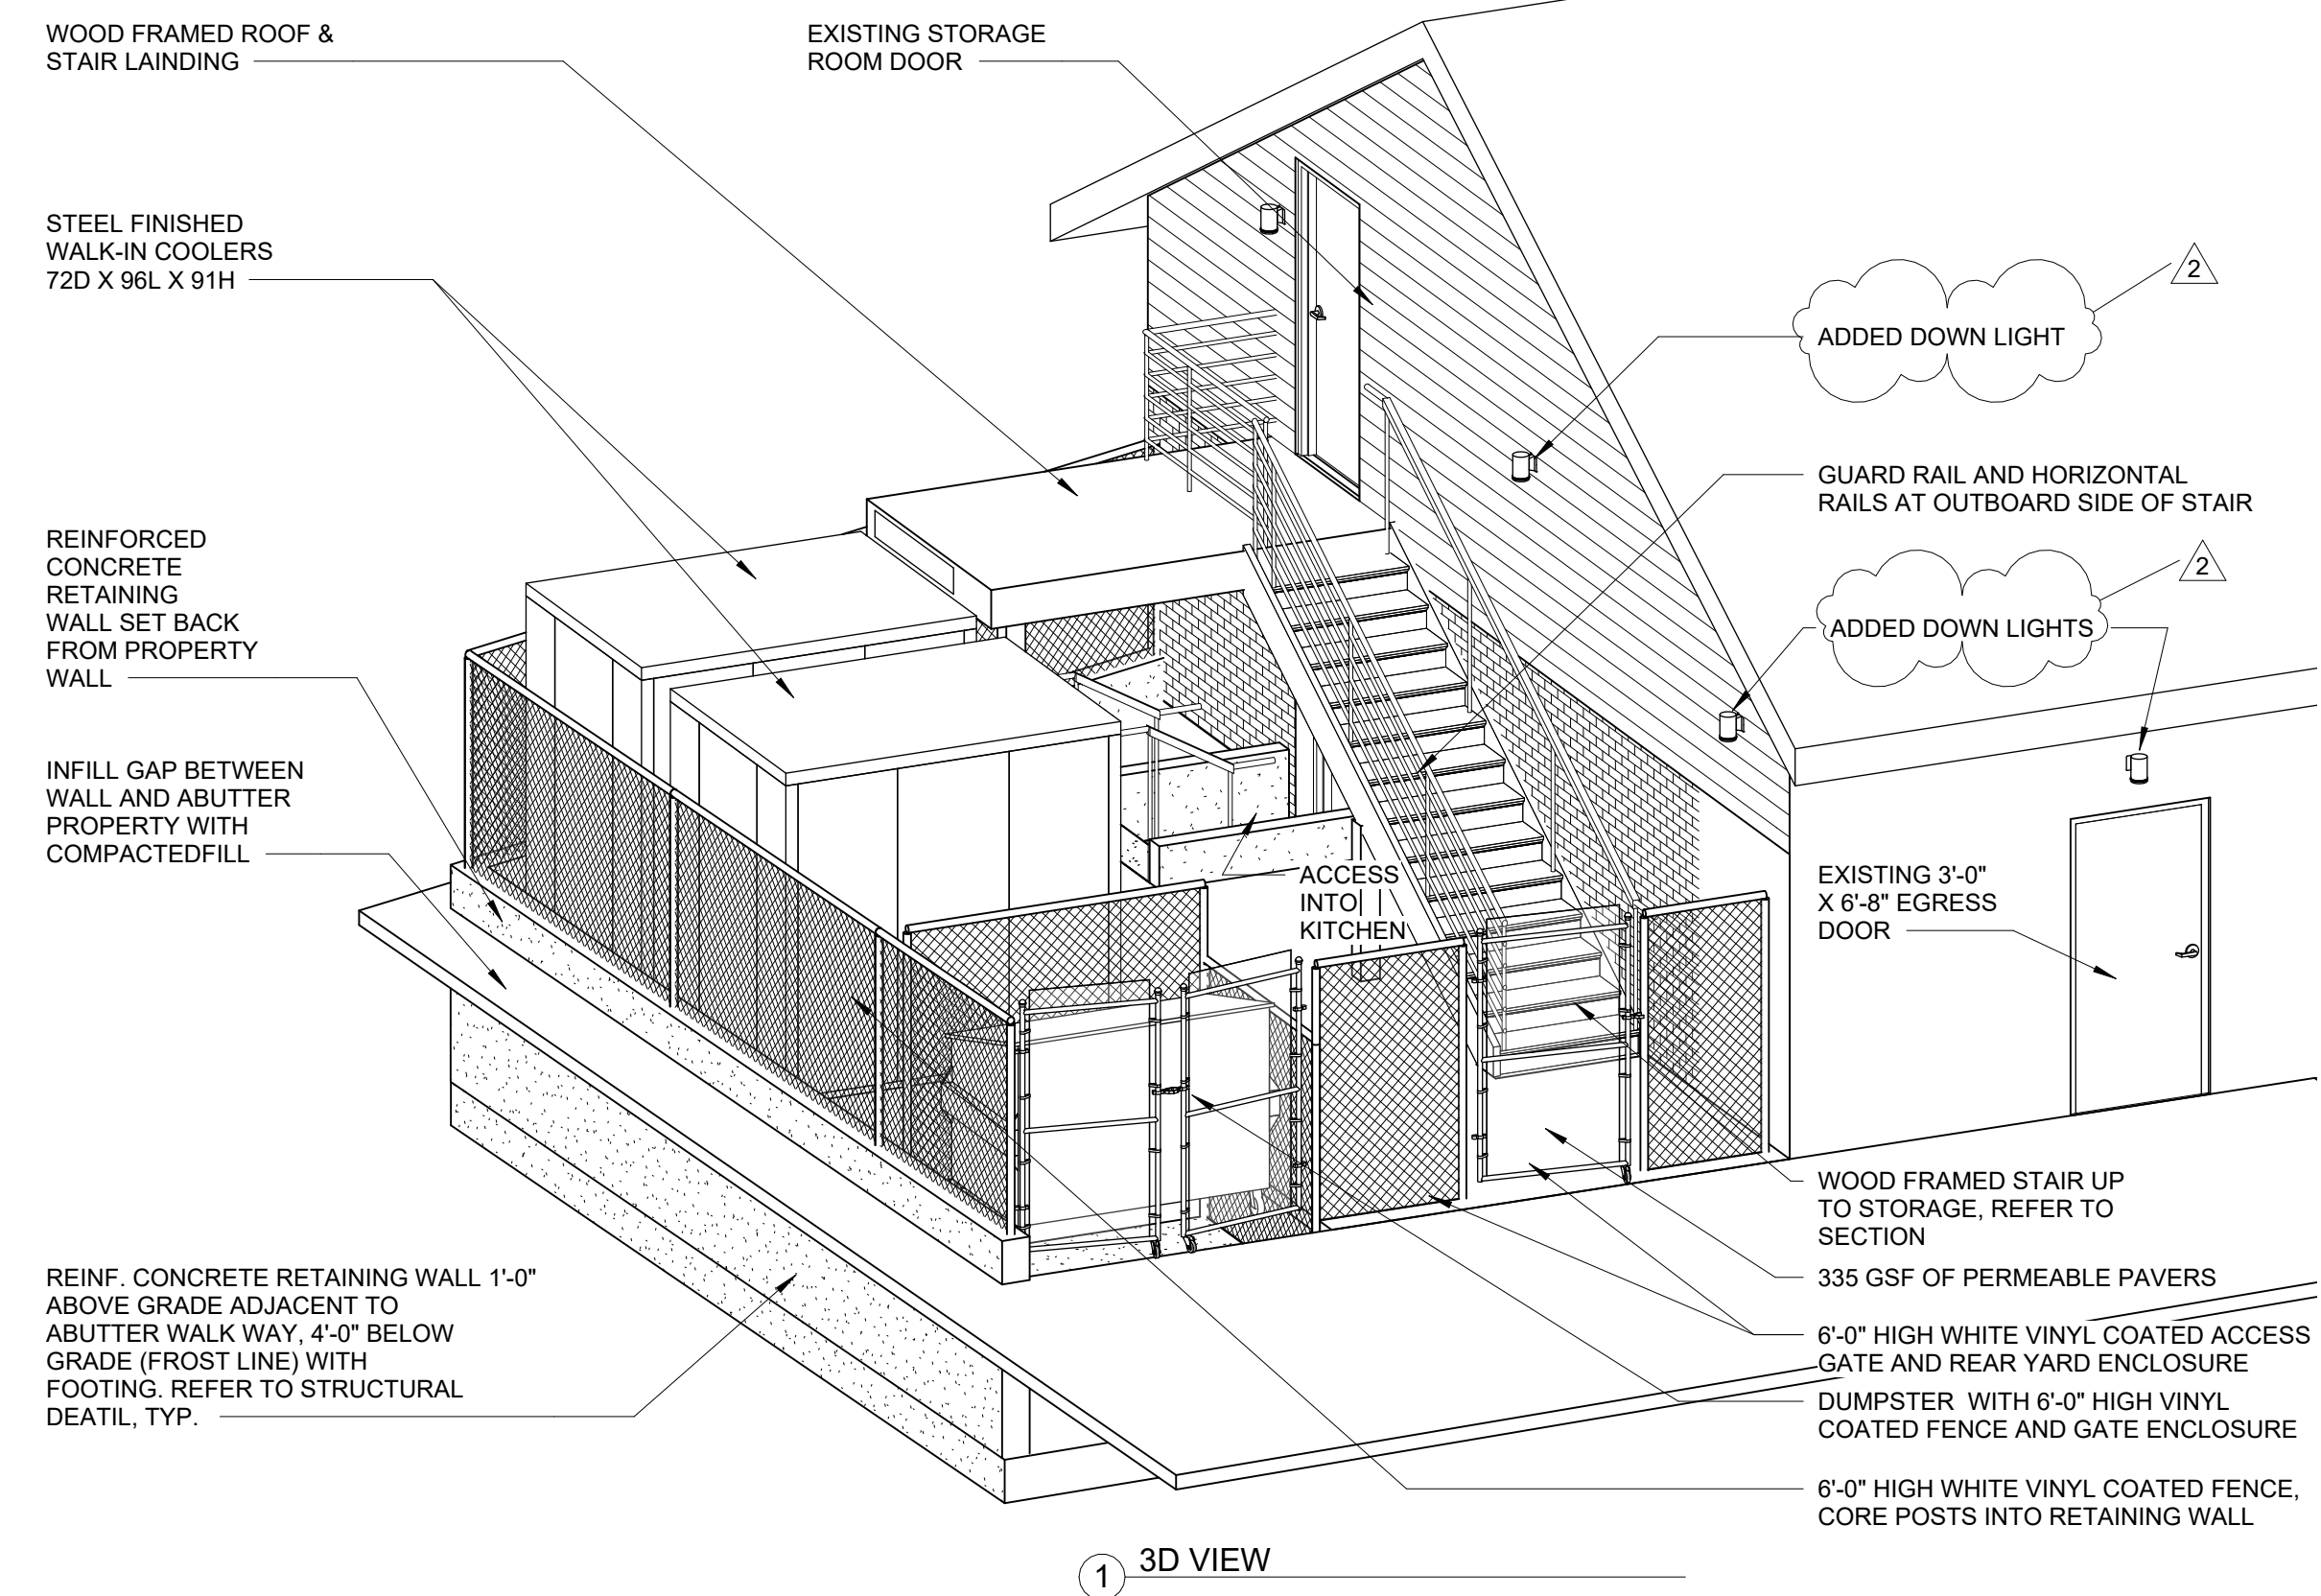 WOOD FRAMED ROOF &
STAIR LAINDING
EXISTING STORAGE
ROOM DOOR
STEEL FINISHED
WALK-IN COOLERS
72D X 96L X 91H
2
ADDED DOWN LIGHT
GUARD RAIL AND HORIZONTAL
RAILS AT OUTBOARD SIDE OF STAIR
REINFORCED
CONCRETE
RETAINING
WALL SET BACK
FROM PROPERTY
WALL
2
ADDED DOWN LIGHTS
INFILL GAP BETWEEN
WALL AND ABUTTER
PROPERTY WITH
COMPACTEDFILL
ACCESS
INTO
KITCHEN
EXISTING 3'-0"
X 6'-8" EGRESS
DOOR
WOOD FRAMED STAIR UP
TO STORAGE, REFER TO
SECTION
335 GSF OF PERMEABLE PAVERS
REINF. CONCRETE RETAINING WALL 1'-0"
ABOVE GRADE ADJACENT TO
ABUTTER WALK WAY, 4'-0" BELOW
GRADE (FROST LINE) WITH
FOOTING. REFER TO STRUCTURAL
DEATIL, TYP.
6'-0" HIGH WHITE VINYL COATED ACCESS
GATE AND REAR YARD ENCLOSURE
DUMPSTER WITH 6'-0" HIGH VINYL
COATED FENCE AND GATE ENCLOSURE
6'-0" HIGH WHITE VINYL COATED FENCE,
CORE POSTS INTO RETAINING WALL
1 3D VIEW